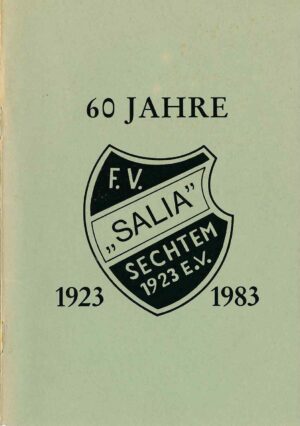 60 JAHRE
F. V.
„SALIA”
SECHTEM
1923 E.V.
1923
1983